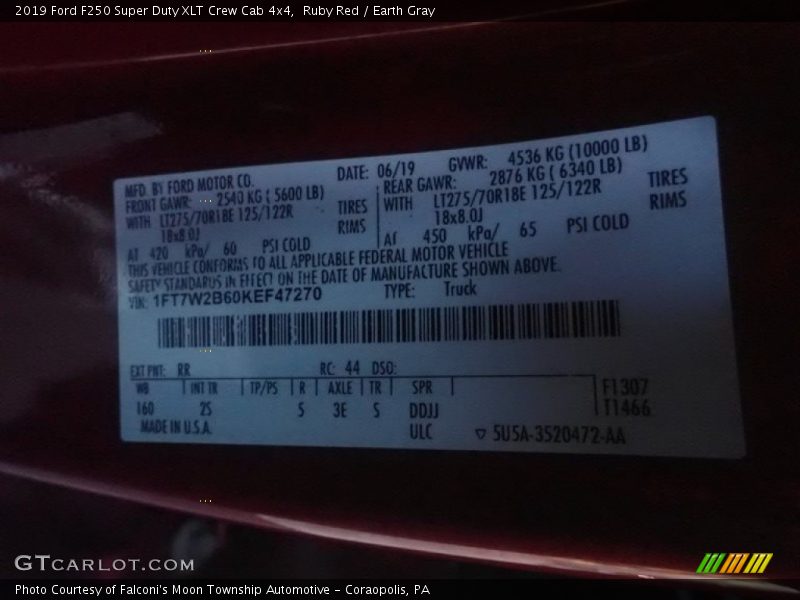 2019 Ford F250 Super Duty XLT Crew Cab 4x4, Ruby Red / Earth Gray
MFD. BY FORD MOTOR CO. DATE: 06/19 GVWR: 4536 KG (10000 LB)
FRONT GAWR: 2540 KG ( 5600 LB) REAR GAWR: 2876 KG ( 6340 LB)
WITH LT275/70R18E 125/122R TIRES WITH LT275/70R18E 125/122R TIRES
18x8.0J RIMS 18x8.0J RIMS
AT 420 kPa/ 60 PSI COLD AT 450 kPa/ 65 PSI COLD
THIS VEHICLE CONFORMS TO ALL APPLICABLE FEDERAL MOTOR VEHICLE
SAFETY STANDARDS IN EFFECT ON THE DATE OF MANUFACTURE SHOWN ABOVE.
VIN: 1FT7W2B60KEF47270 TYPE: Truck
EXT PNT: RR RC: 44 DSO:
WB INT TR TP/PS R AXLE TR SPR F1307
160 2S S 3E S DDJJ T1466
MADE IN U.S.A. ULC ▽ 5U5A-3520472-AA
GTCARLOT.COM
Photo Courtesy of Falconi's Moon Township Automotive - Coraopolis, PA